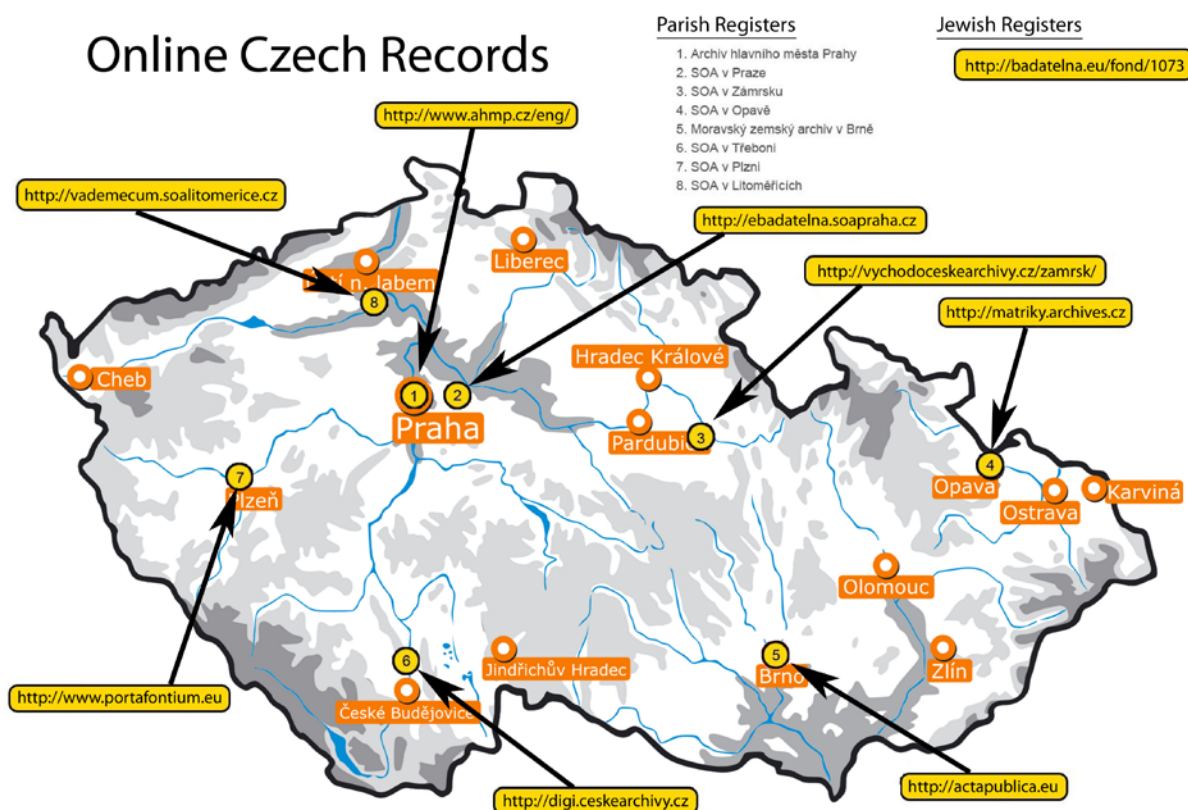 Online Czech Records
Parish Registers
1. Archiv hlavního města Prahy
2. SOA v Praze
3. SOA v Zámrsku
4. SOA v Opavě
5. Moravský zemský archiv v Brně
6. SOA v Třeboni
7. SOA v Plzni
8. SOA v Litoměřicích
Jewish Registers
http://badatelna.eu/fond/1073
http://www.ahmp.cz/eng/
http://vademecum.soalitomerice.cz
http://ebadatelna.soapraha.cz
http://vychodoceskearchivy.cz/zamrsk/
http://matriky.archives.cz
Liberec
n. labem
8
Cheb
Hradec Králové
1
2
Praha
Pardubi
3
7
Plzeň
4
Opava
Ostrava
Karviná
Olomouc
6
Jindřichův Hradec
5
Brno
Zlín
České Budějovice
http://www.portafontium.eu
http://digi.ceskearchivy.cz
http://actapublica.eu